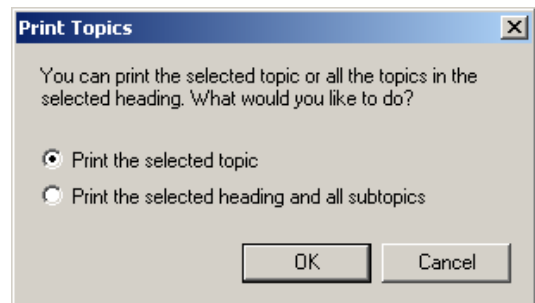 Print Topics
You can print the selected topic or all the topics in the
selected heading. What would you like to do?
Print the selected topic
Print the selected heading and all subtopics
OK Cancel